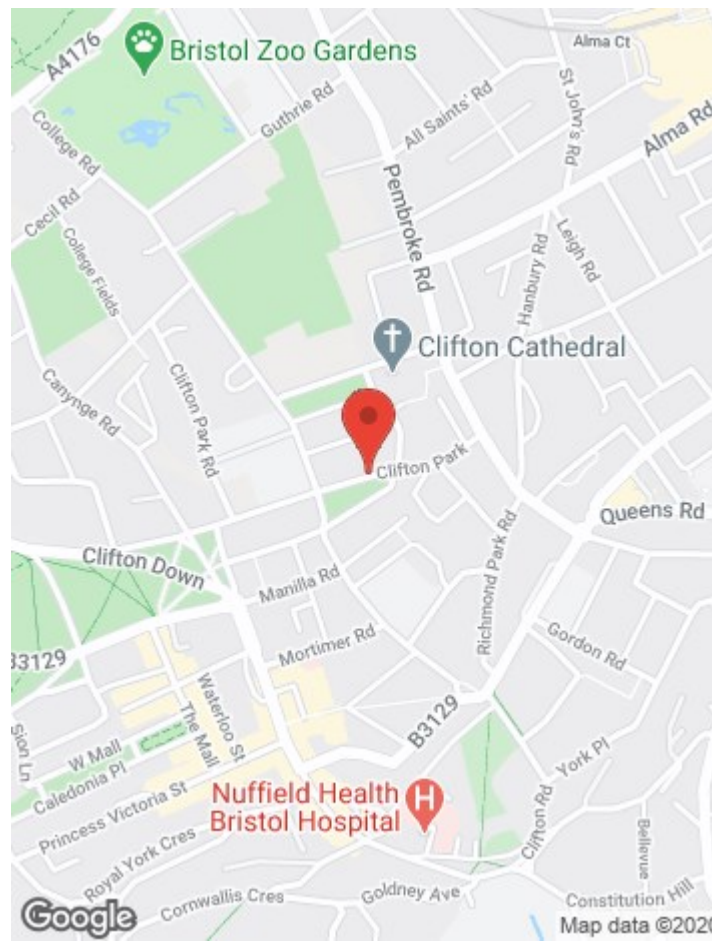 A4176
Bristol Zoo Gardens
Alma Ct
St John's Rd
Alma Rd
Guthrie Rd
All Saints' Rd
College Rd
Pembroke Rd
Cecil Rd
College Fields
Leigh Rd
Hanbury Rd
Clifton Cathedral
Canynge Rd
Clifton Park Rd
Clifton Park
Queens Rd
Clifton Down
Richmond Park Rd
Manilla Rd
Gordon Rd
Mortimer Rd
B3129
Waterloo St
The Mall
B3129
Sion Ln
W Mall
Caledonia Pl
York Pl
Princess Victoria St
Nuffield Health
Bristol Hospital
Clifton Rd
Bellevue
Royal York Cres
Cornwallis Cres
Goldney Ave
Constitution Hill
Google
Map data ©2020